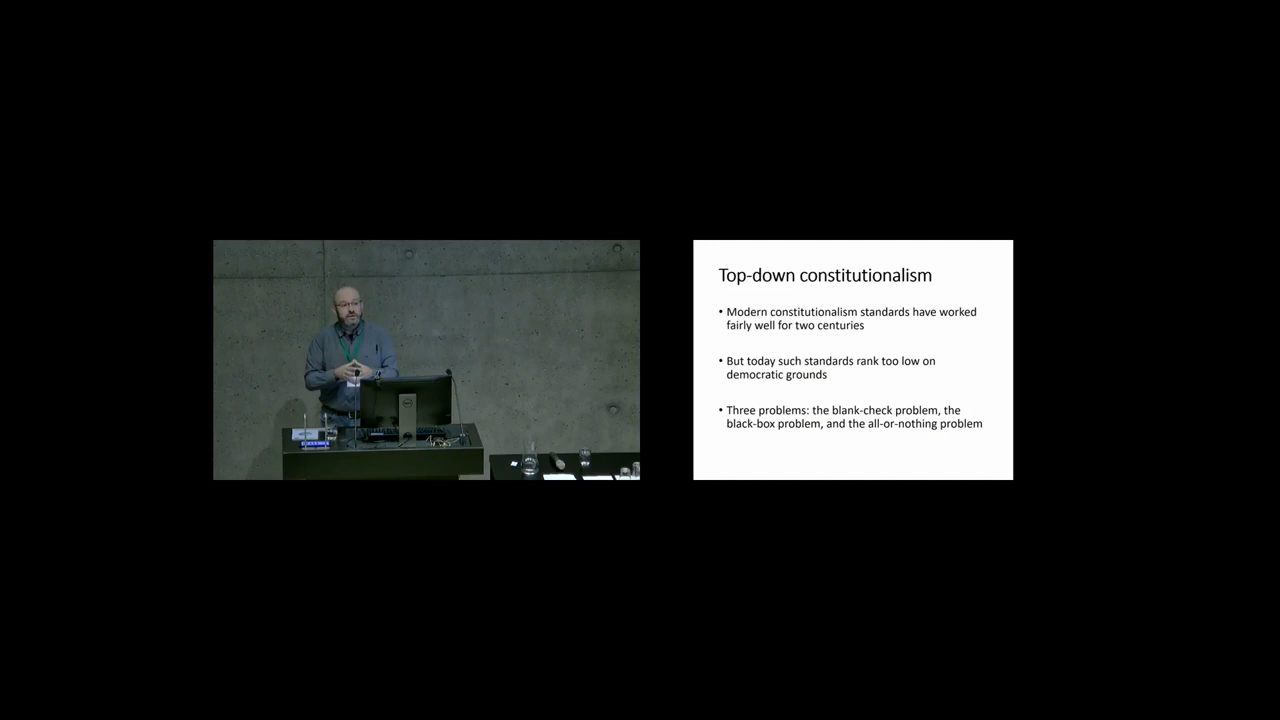 Top-down constitutionalism
• Modern constitutionalism standards have worked
fairly well for two centuries
• But today such standards rank too low on
democratic grounds
• Three problems: the blank-check problem, the
black-box problem, and the all-or-nothing problem